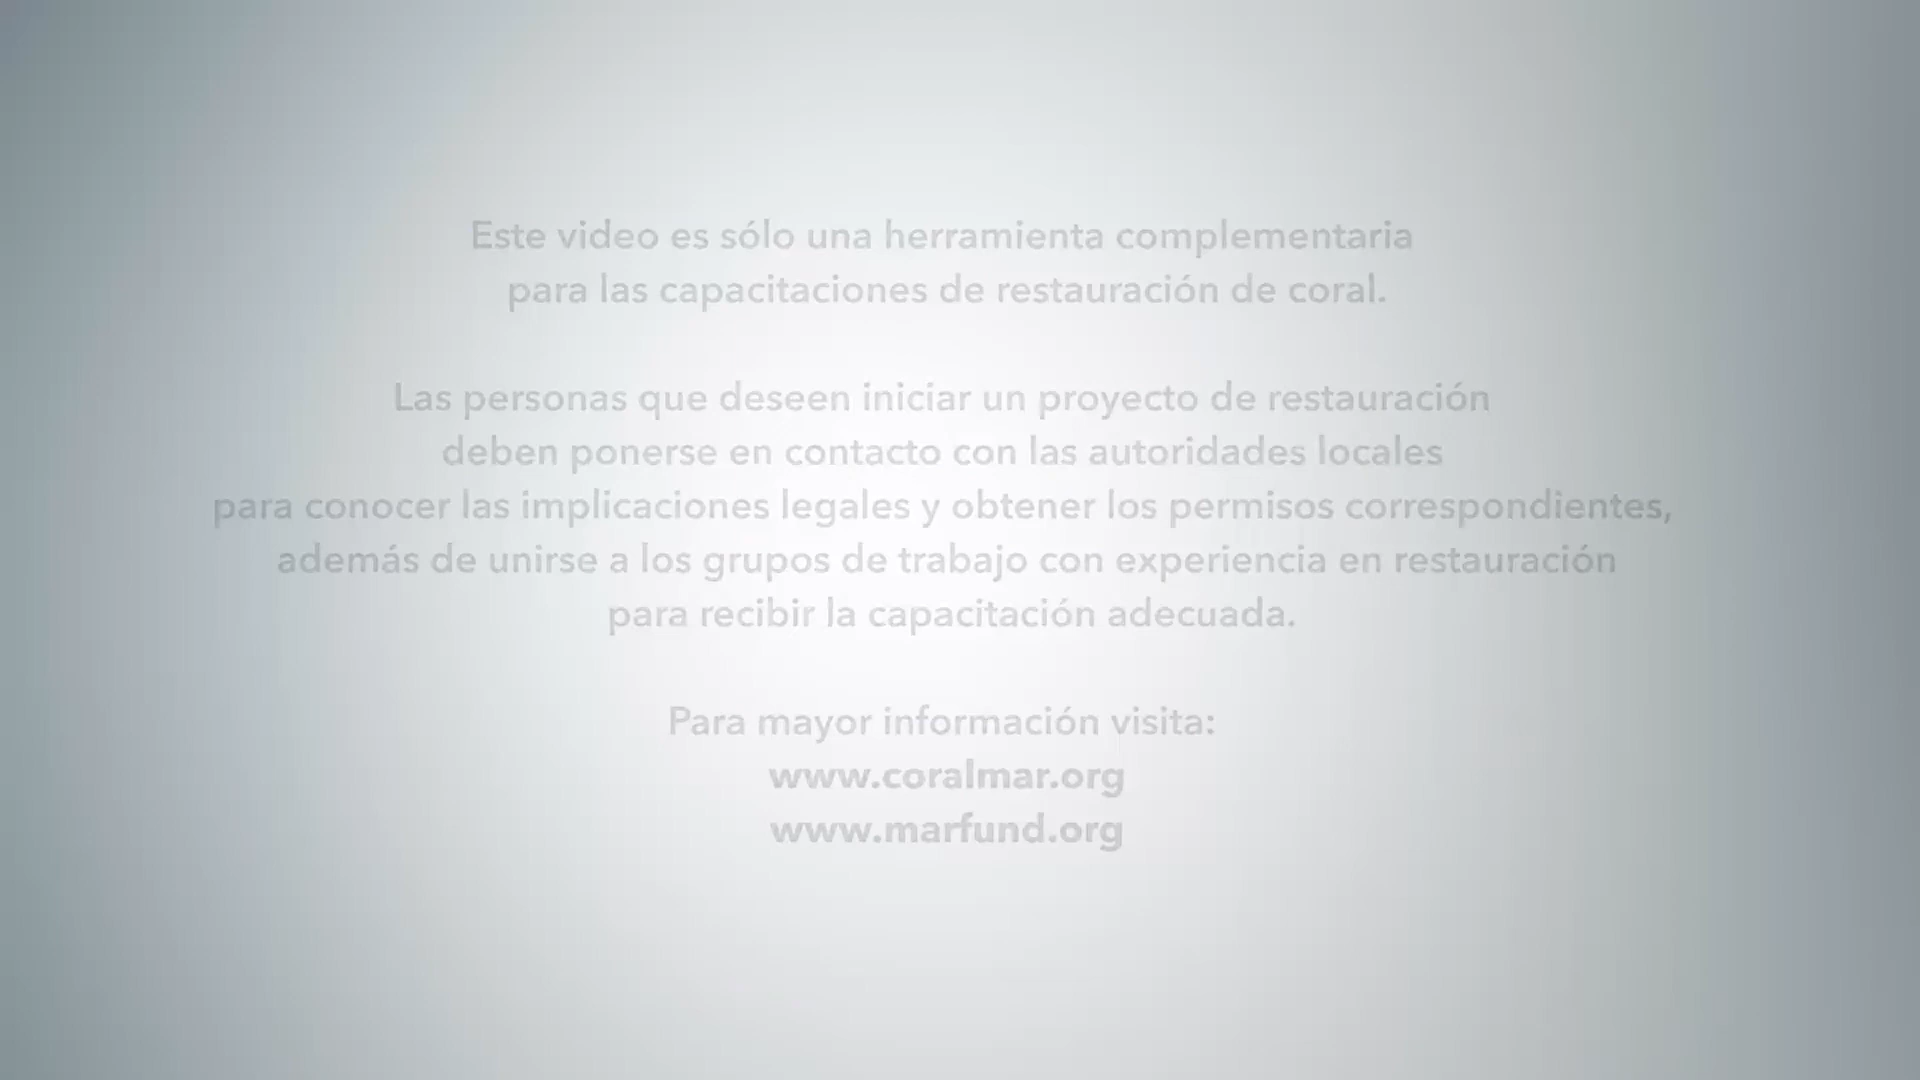 Este video es sólo una herramienta complementaria
para las capacitaciones de restauración de coral.
Las personas que deseen iniciar un proyecto de restauración
deben ponerse en contacto con las autoridades locales
para conocer las implicaciones legales y obtener los permisos correspondientes,
además de unirse a los grupos de trabajo con experiencia en restauración
para recibir la capacitación adecuada.
Para mayor información visita:
www.coralmar.org
www.marfund.org